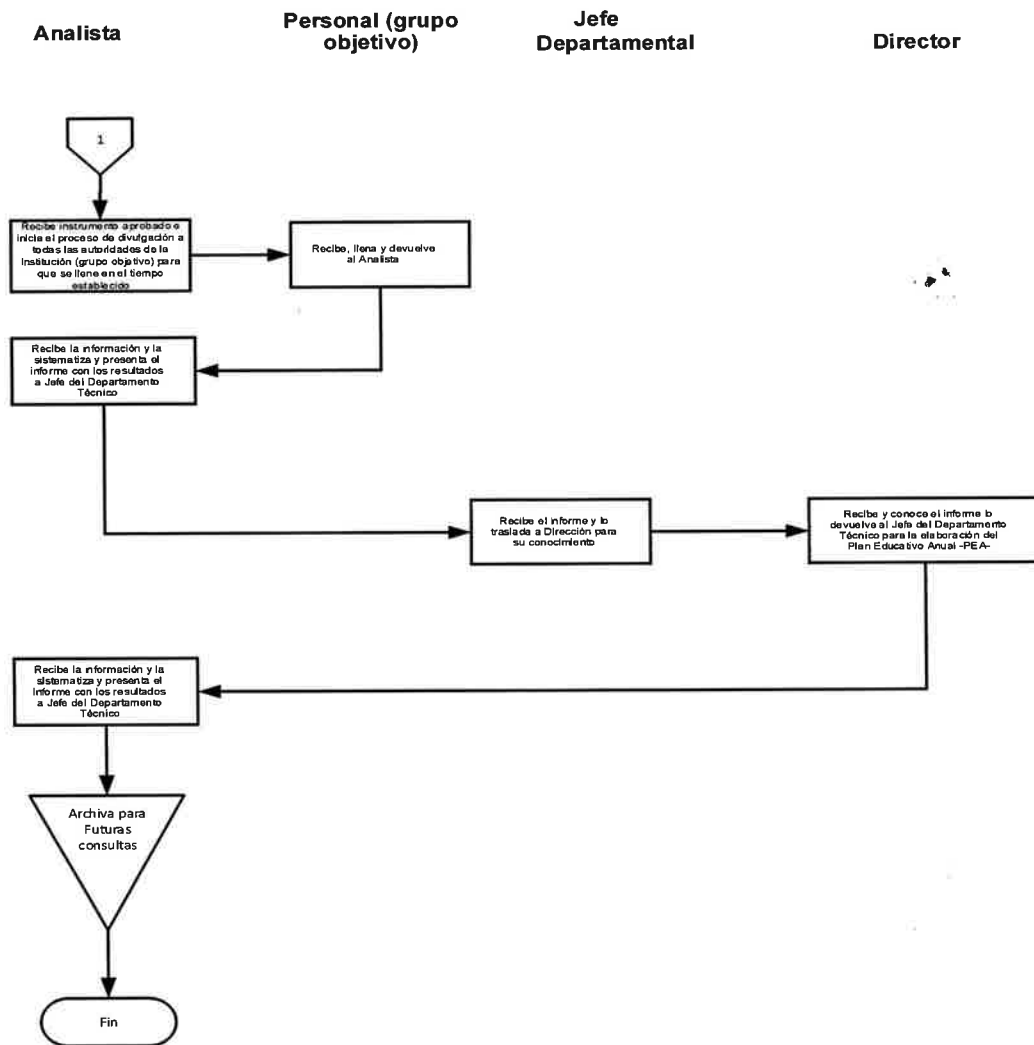 Analista
Personal (grupo
objetivo)
Jefe
Departamental
Director
1
Recibe instrumento aprobado e
inicia el proceso de divulgación a
todas las autoridades de la
Institución (grupo objetivo) para
que se llene en el tiempo
establecido
Recibe, llena y devuelve
al Analista
Recibe la información y la
sistematiza y presenta el
informe con los resultados
a Jefe del Departamento
Técnico
Recibe el informe y lo
traslada a Dirección para
su conocimiento
Recibe y conoce el informe lo
devuelve al Jefe del Departamento
Técnico para la elaboración del
Plan Educativo Anual -PEA-
Recibe la información y la
sistematiza y presenta el
informe con los resultados
a Jefe del Departamento
Técnico
Archiva para
Futuras
consultas
Fin